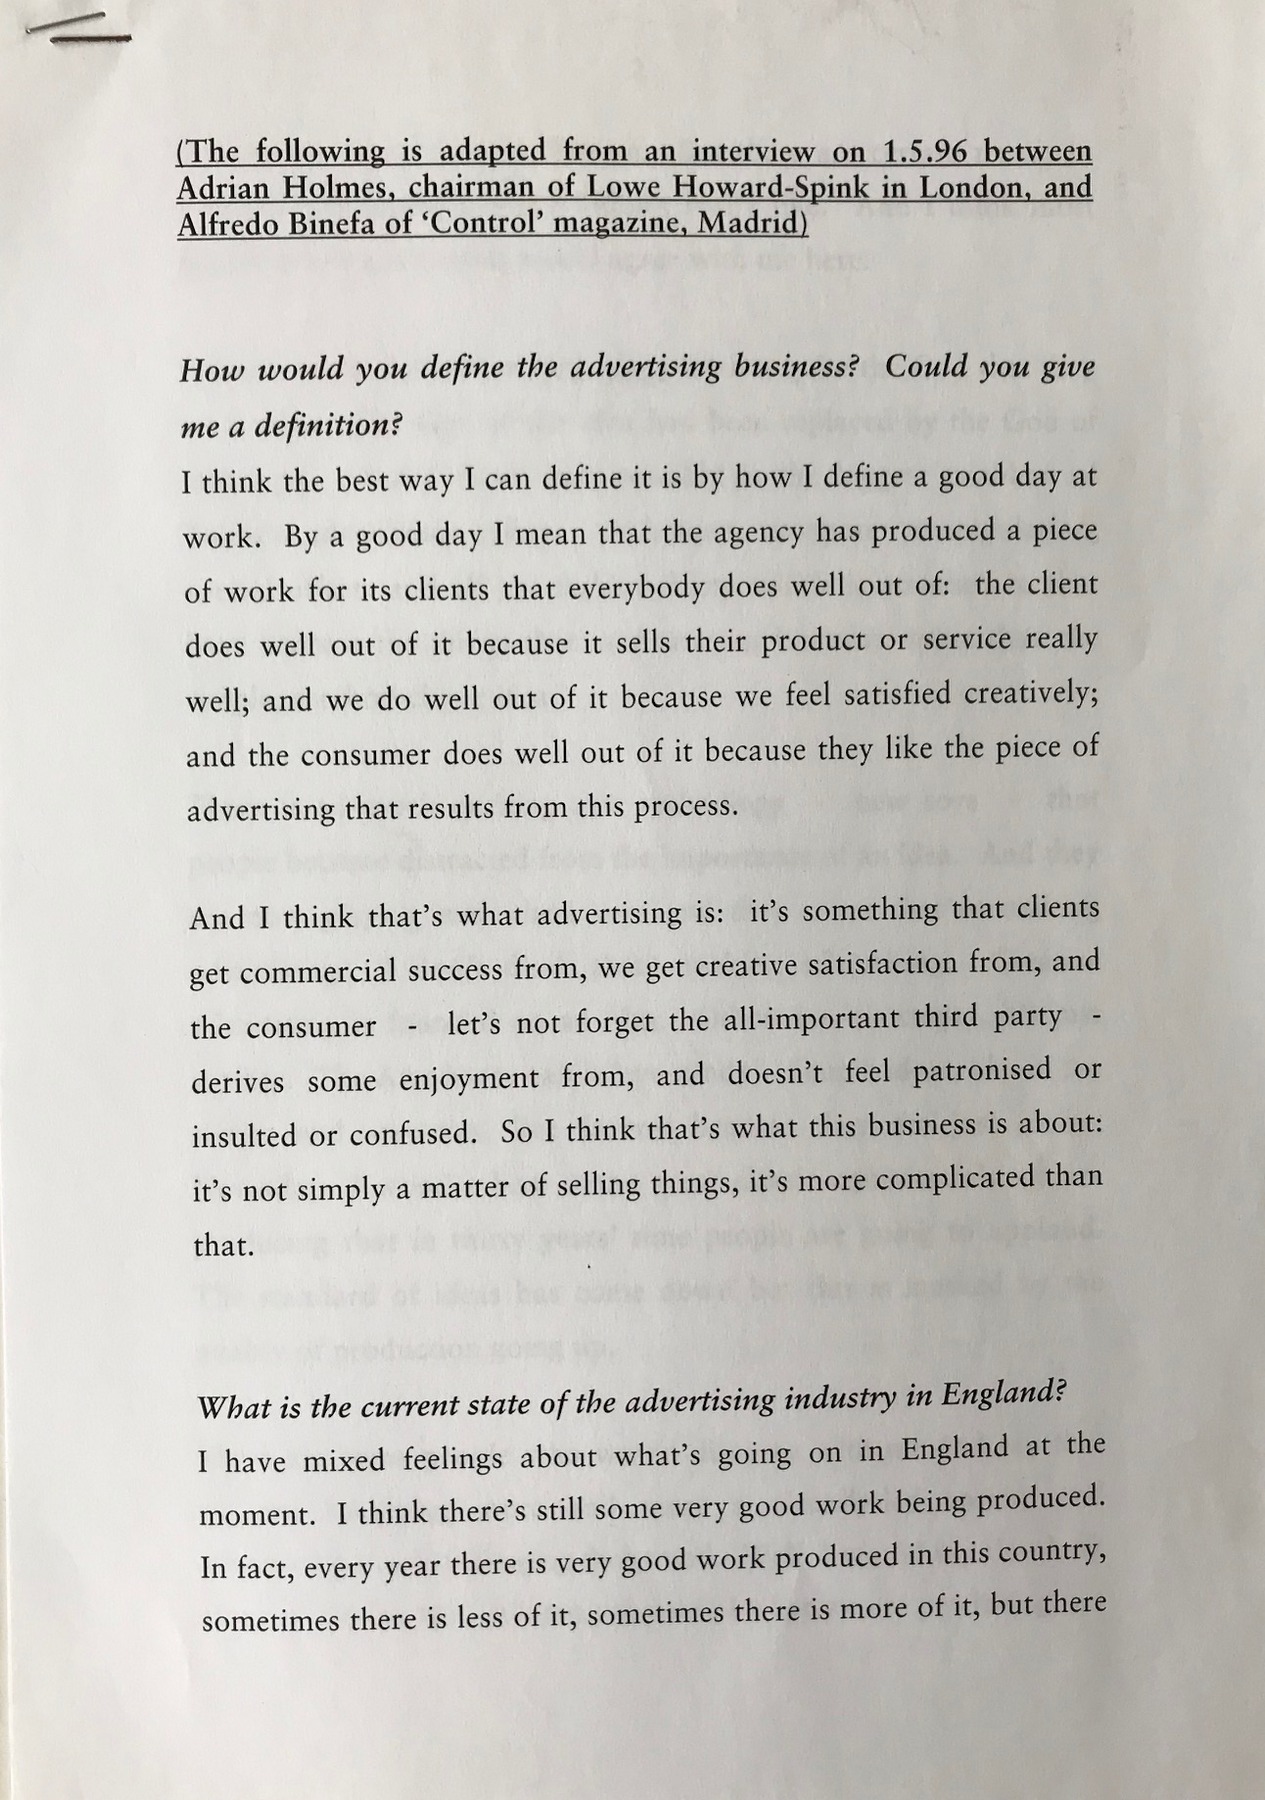 (The following is adapted from an interview on 1.5.96 between
Adrian Holmes, chairman of Lowe Howard-Spink in London, and
Alfredo Binefa of ‘Control’ magazine, Madrid)
How would you define the advertising business? Could you give
me a definition?
I think the best way I can define it is by how I define a good day at
work. By a good day I mean that the agency has produced a piece
of work for its clients that everybody does well out of: the client
does well out of it because it sells their product or service really
well; and we do well out of it because we feel satisfied creatively;
and the consumer does well out of it because they like the piece of
advertising that results from this process.
And I think that’s what advertising is: it’s something that clients
get commercial success from, we get creative satisfaction from, and
the consumer - let’s not forget the all-important third party -
derives some enjoyment from, and doesn’t feel patronised or
insulted or confused. So I think that’s what this business is about:
it’s not simply a matter of selling things, it’s more complicated than
that.
What is the current state of the advertising industry in England?
I have mixed feelings about what’s going on in England at the
moment. I think there’s still some very good work being produced.
In fact, every year there is very good work produced in this country,
sometimes there is less of it, sometimes there is more of it, but there